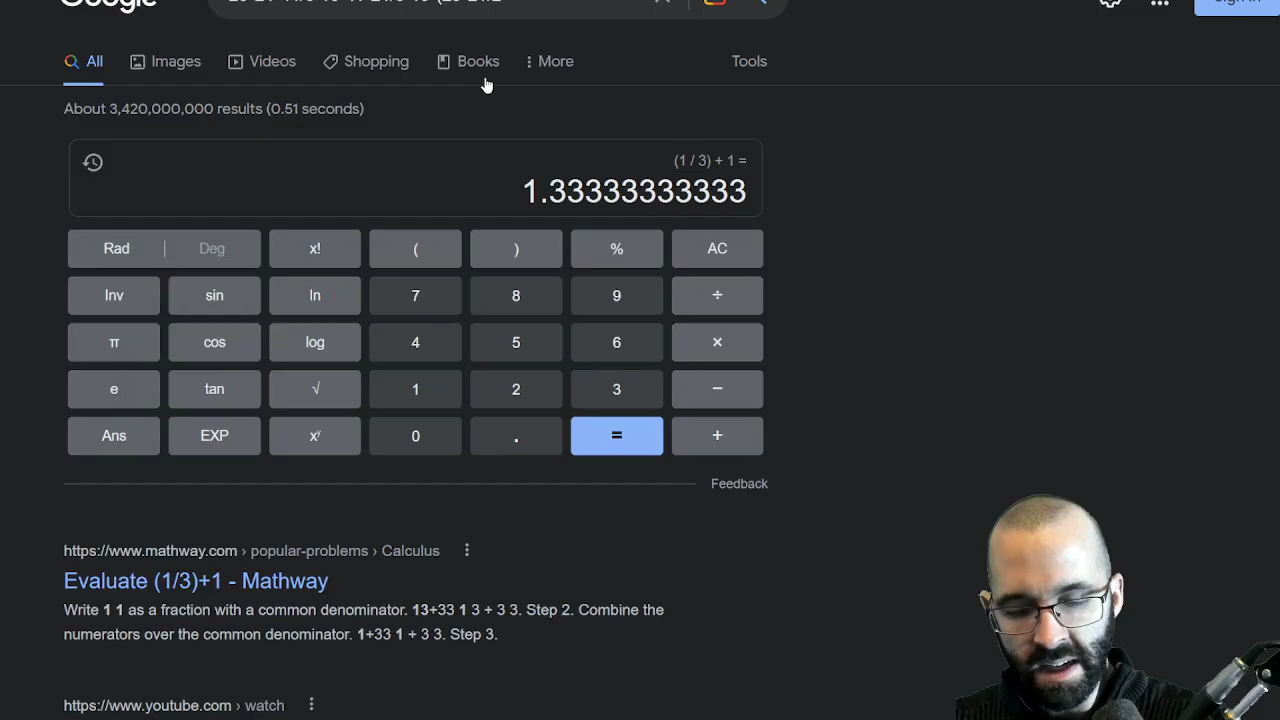 Google
Sign in
All Images Videos Shopping Books More Tools
About 3,420,000,000 results (0.51 seconds)
(1 / 3) + 1 =
1.33333333333
Rad | Deg x! ( ) % AC
Inv sin ln 7 8 9 ÷
π cos log 4 5 6 ×
e tan √ 1 2 3 −
Ans EXP xʸ 0 . = +
Feedback
https://www.mathway.com › popular-problems › Calculus
Evaluate (1/3)+1 - Mathway
Write 1 1 as a fraction with a common denominator. 13+33 1 3 + 3 3. Step 2. Combine the
numerators over the common denominator. 1+33 1 + 3 3. Step 3.
https://www.youtube.com › watch